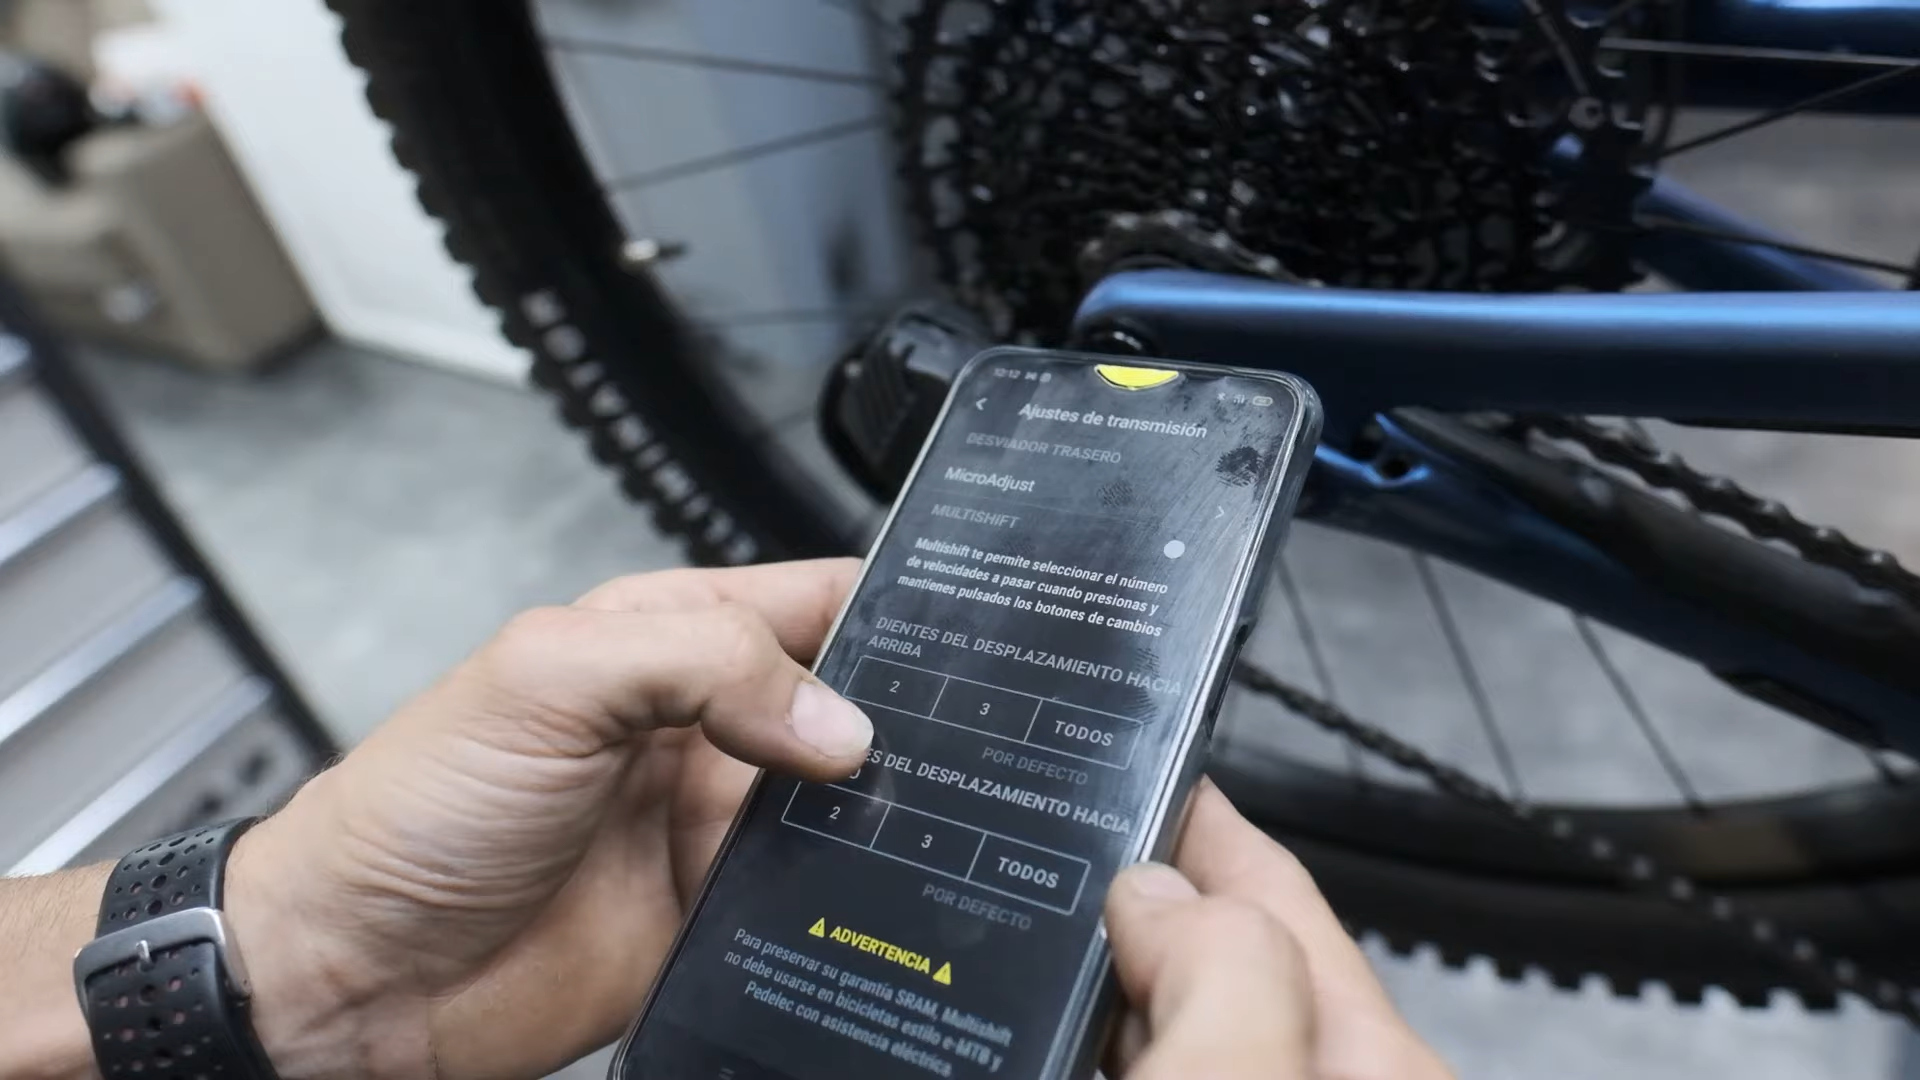 12:12
Ajustes de transmisión
DESVIADOR TRASERO
MicroAdjust
MULTISHIFT
Multishift te permite seleccionar el número
de velocidades a pasar cuando presionas y
mantienes pulsados los botones de cambios
DIENTES DEL DESPLAZAMIENTO HACIA
ARRIBA
2 3 TODOS
POR DEFECTO
ES DEL DESPLAZAMIENTO HACIA
2 3 TODOS
POR DEFECTO
⚠ ADVERTENCIA ⚠
Para preservar su garantía SRAM, Multishift
no debe usarse en bicicletas estilo e-MTB y
Pedelec con asistencia eléctrica.